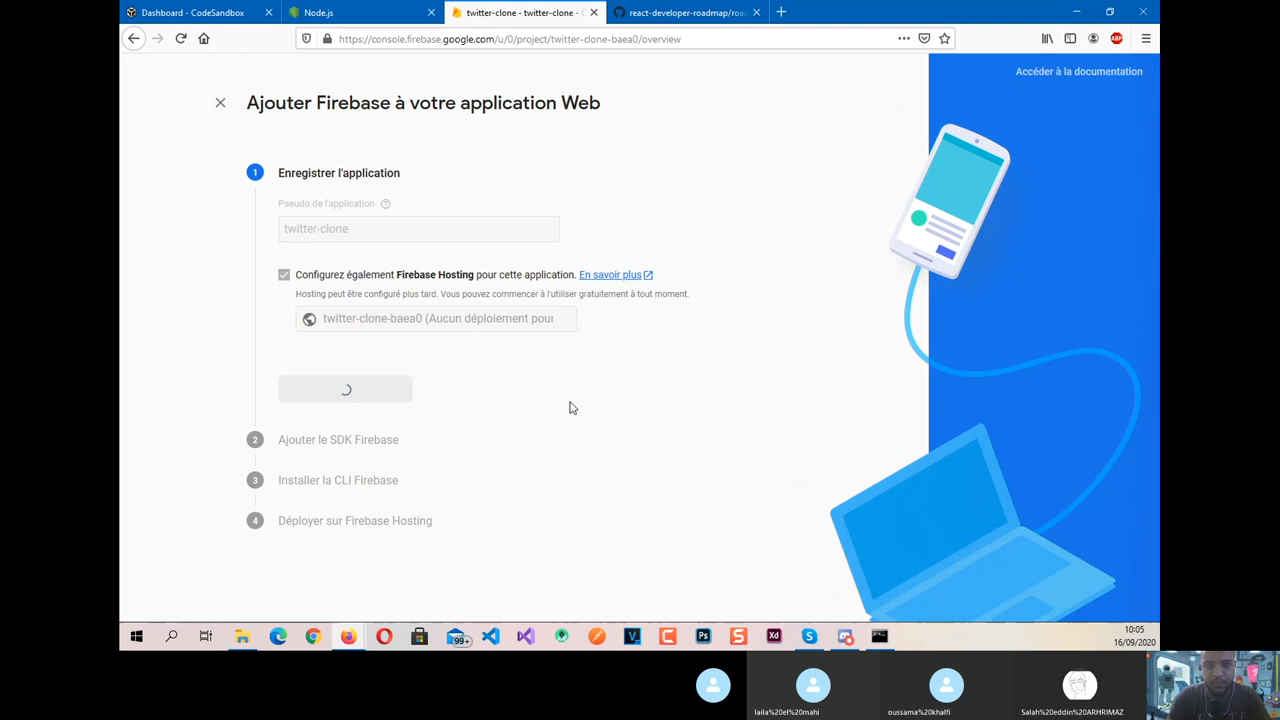 Dashboard - CodeSandbox
Node.js
twitter-clone - twitter-clone - C
react-developer-roadmap/road
https://console.firebase.google.com/u/0/project/twitter-clone-baea0/overview
ABP
Accéder à la documentation
Ajouter Firebase à votre application Web
1 Enregistrer l'application
Pseudo de l'application
twitter-clone
Configurez également Firebase Hosting pour cette application. En savoir plus
Hosting peut être configuré plus tard. Vous pouvez commencer à l'utiliser gratuitement à tout moment.
twitter-clone-baea0 (Aucun déploiement pour
2 Ajouter le SDK Firebase
3 Installer la CLI Firebase
4 Déployer sur Firebase Hosting
99+
Ps
Xd
10:05
16/09/2020
laila%20el%20mahi
oussama%20khalfi
Salah%20eddin%20ARHRIMAZ